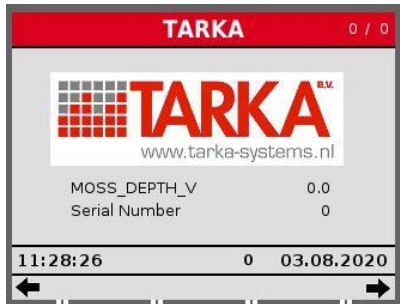 TARKA 0 / 0
TARKA B.V.
www.tarka-systems.nl
MOSS_DEPTH_V 0.0
Serial Number 0
11:28:26 0 03.08.2020